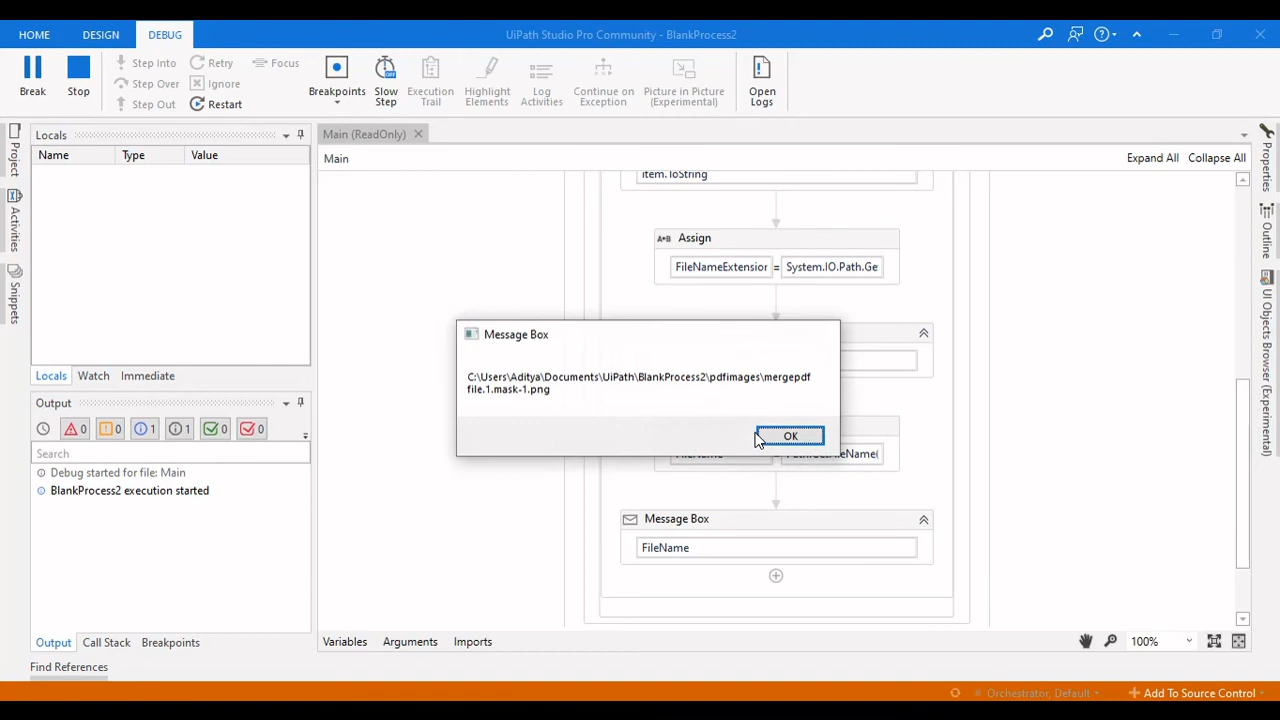 HOME
DESIGN
DEBUG
UiPath Studio Pro Community - BlankProcess2
Break
Stop
Step Into
Step Over
Step Out
Retry
Ignore
Restart
Focus
Breakpoints
Slow
Step
Execution
Trail
Highlight
Elements
Log
Activities
Continue on
Exception
Picture in Picture
(Experimental)
Open
Logs
Locals
Name
Type
Value
Locals
Watch
Immediate
Output
0
0
1
1
0
0
Search
Debug started for file: Main
BlankProcess2 execution started
Output
Call Stack
Breakpoints
Find References
Project
Activities
Snippets
Main (ReadOnly)
Main
Expand All
Collapse All
item.ToString
Assign
FileNameExtension
=
System.IO.Path.Ge
Message Box
C:\Users\Aditya\Documents\UiPath\BlankProcess2\pdfimages\mergepdf
file.1.mask-1.png
OK
Message Box
FileName
Variables
Arguments
Imports
100%
Properties
Outline
UI Objects Browser (Experimental)
Orchestrator, Default
Add To Source Control